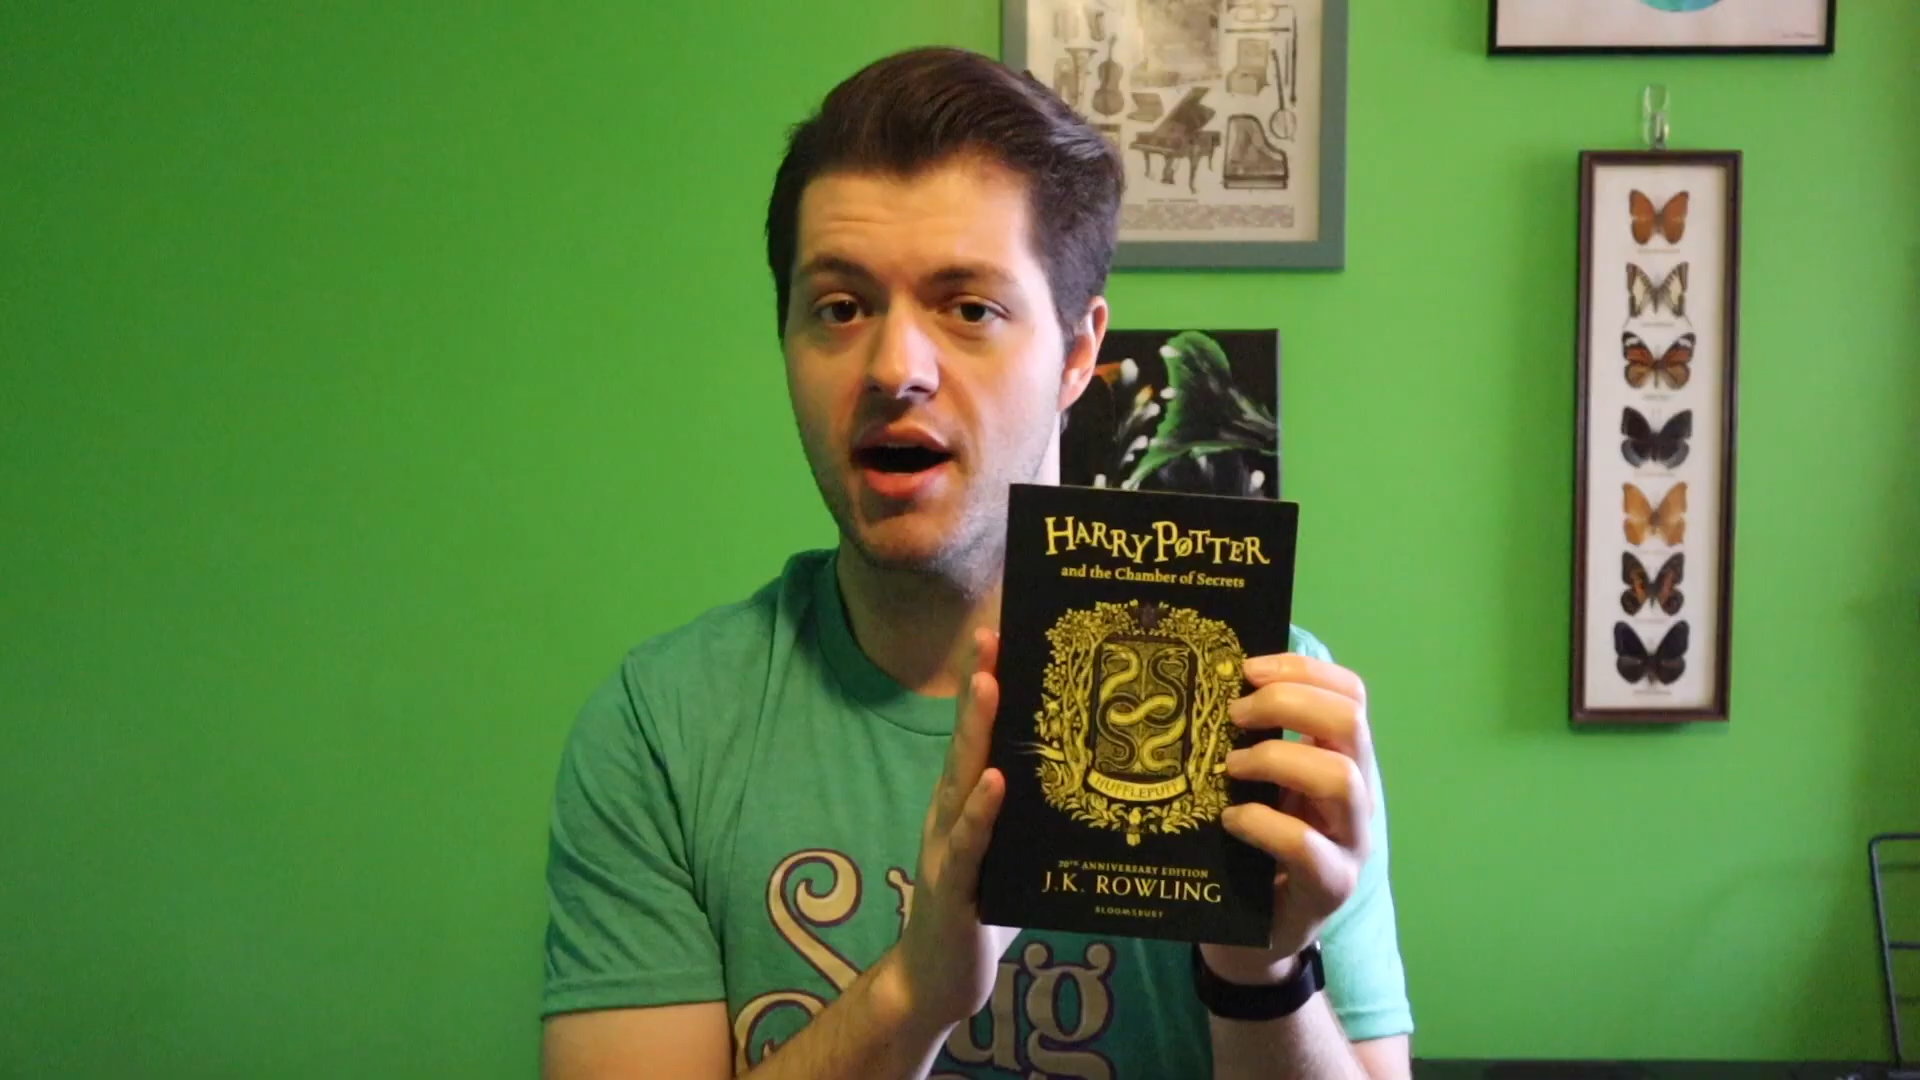 HARRY POTTER
and the Chamber of Secrets
HUFFLEPUFF
20TH ANNIVERSARY EDITION
J.K. ROWLING
BLOOMSBURY